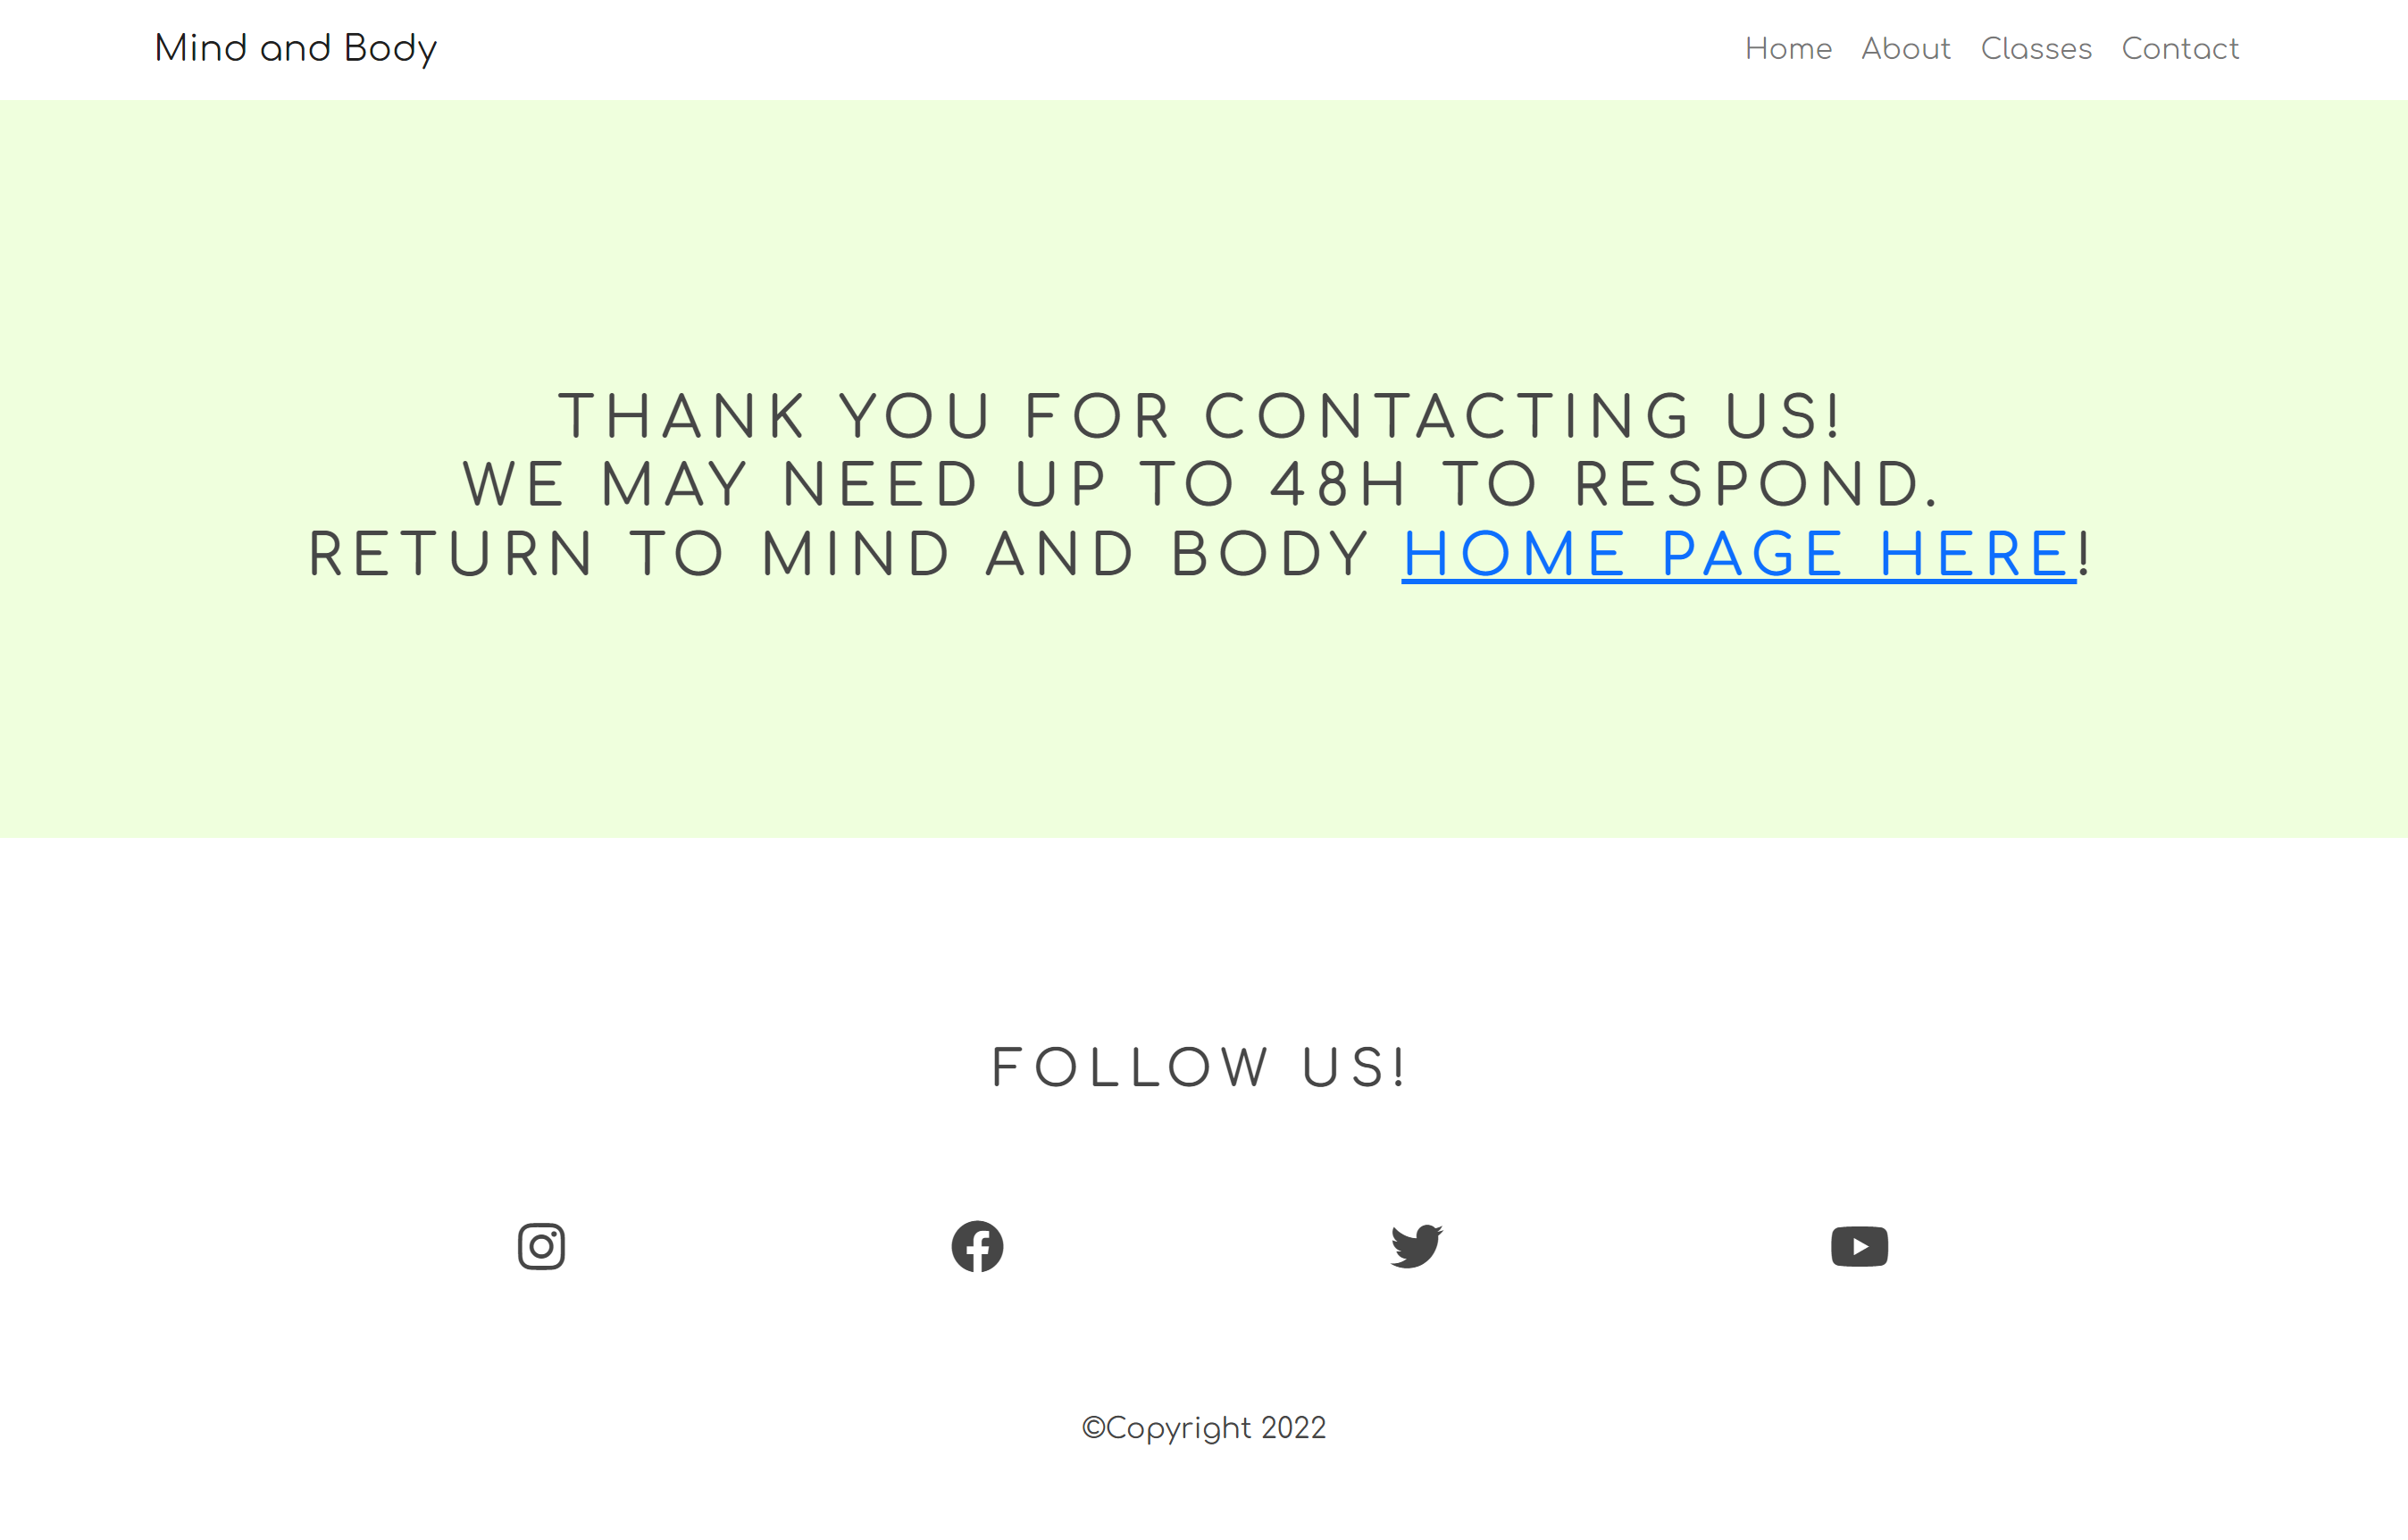 Mind and Body
Home About Classes Contact
THANK YOU FOR CONTACTING US!
WE MAY NEED UP TO 48H TO RESPOND.
RETURN TO MIND AND BODY HOME PAGE HERE!
FOLLOW US!
©Copyright 2022